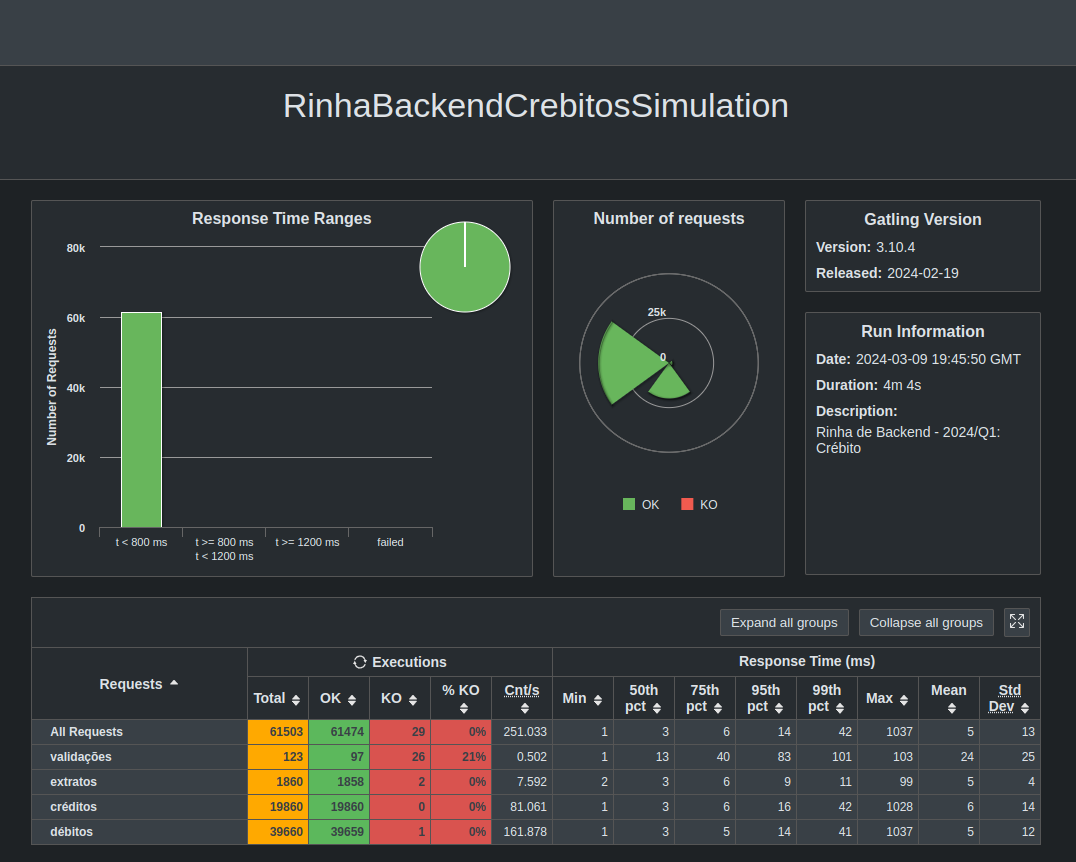 RinhaBackendCrebitosSimulation
Response Time Ranges
80k
60k
40k
20k
0
Number of Requests
t < 800 ms
t >= 800 ms
t < 1200 ms
t >= 1200 ms
failed
Number of requests
25k
0
OK
KO
Gatling Version
Version: 3.10.4
Released: 2024-02-19
Run Information
Date: 2024-03-09 19:45:50 GMT
Duration: 4m 4s
Description:
Rinha de Backend - 2024/Q1:
Crébito
Expand all groups
Collapse all groups
Requests
Executions
Response Time (ms)
Total OK KO % KO Cnt/s Min 50th pct 75th pct 95th pct 99th pct Max Mean Std Dev
All Requests 61503 61474 29 0% 251.033 1 3 6 14 42 1037 5 13
validações 123 97 26 21% 0.502 1 13 40 83 101 103 24 25
extratos 1860 1858 2 0% 7.592 2 3 6 9 11 99 5 4
créditos 19860 19860 0 0% 81.061 1 3 6 16 42 1028 6 14
débitos 39660 39659 1 0% 161.878 1 3 5 14 41 1037 5 12